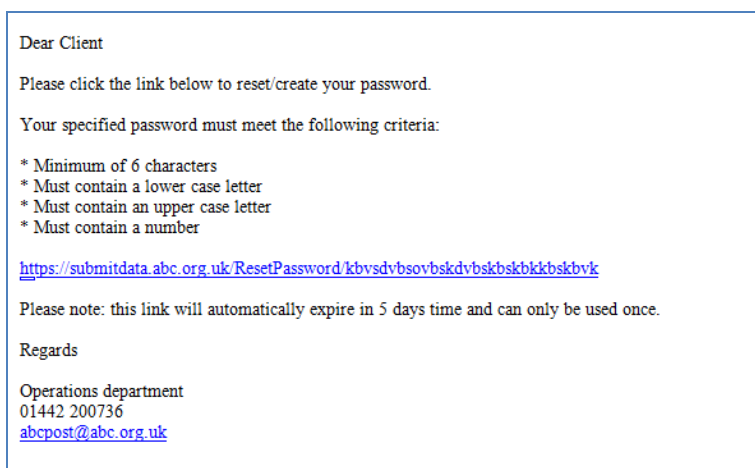 Dear Client
Please click the link below to reset/create your password.
Your specified password must meet the following criteria:
* Minimum of 6 characters
* Must contain a lower case letter
* Must contain an upper case letter
* Must contain a number
https://submitdata.abc.org.uk/ResetPassword/kbvsdvbsovbskdvbskbskbkkbskbvk
Please note: this link will automatically expire in 5 days time and can only be used once.
Regards
Operations department
01442 200736
abcpost@abc.org.uk